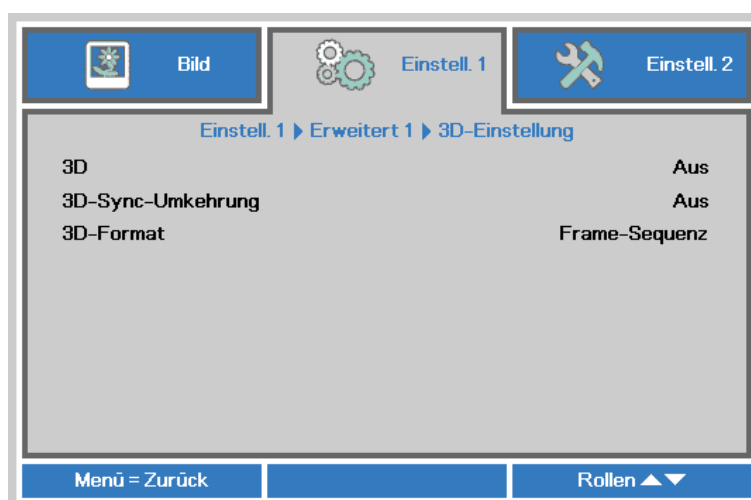 Bild
Einstell. 1
Einstell. 2
Einstell. 1 ▶ Erweitert 1 ▶ 3D-Einstellung
3D Aus
3D-Sync-Umkehrung Aus
3D-Format Frame-Sequenz
Menü = Zurück
Rollen ▲▼